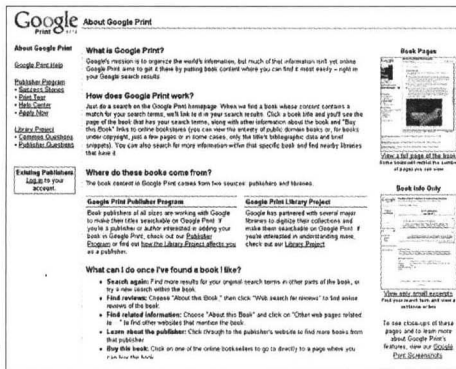 Google
Print BETA
About Google Print
About Google Print
Google Print Help
Publisher Program
• Success Stories
• Print Test
• Help Center
• Apply Now
Library Project
• Common Questions
• Publisher Questions
Existing Publishers
Log in to your
account.
What is Google Print?
Google's mission is to organize the world's information, but much of that information isn't yet online.
Google Print aims to get it there by putting book content where you can find it most easily – right in
your Google search results.
How does Google Print work?
Just do a search on the Google Print homepage. When we find a book whose content contains a
match for your search terms, we'll link to it in your search results. Click a book title and you'll see the
page of the book that has your search terms, along with other information about the book and "Buy
this Book" links to online bookstores (you can view the entirety of public domain books or, for books
under copyright, just a few pages or in some cases, only the title's bibliographic data and brief
snippets). You can also search for more information within that specific book and find nearby libraries
that have it.
Where do these books come from?
The book content in Google Print comes from two sources: publishers and libraries.
Google Print Publisher Program
Book publishers of all sizes are working with Google
to make their titles searchable on Google Print. If
you're a publisher or author interested in adding your
book in Google Print, check out our Publisher
Program or find out how the Library Project affects you
as a publisher.
Google Print Library Project
Google has partnered with several major
libraries to digitize their collections and
make them searchable on Google Print. If
you're interested in understanding more,
check out our Library Project
What can I do once I've found a book I like?
• Search again: Find more results for your original search terms in other parts of the book, or
try a new search within the book.
• Find reviews: Choose "About this Book," then click "Web search for reviews" to find online
reviews of the book.
• Find related information: Choose "About this Book" and click on "Other web pages related
to " to find other websites that mention the book.
• Learn about the publisher: Click through to the publisher's website to find more books from
that publisher.
• Buy this book: Click on one of the online booksellers to go directly to a page where you
can buy the book.
Book Pages
View a full page of the book
of pages you can view
Book Info Only
View only small excerpts
Find your search term and view a
To see close-ups of these
pages and to learn more
about Google Print's
features, view our Google
Print Screenshots